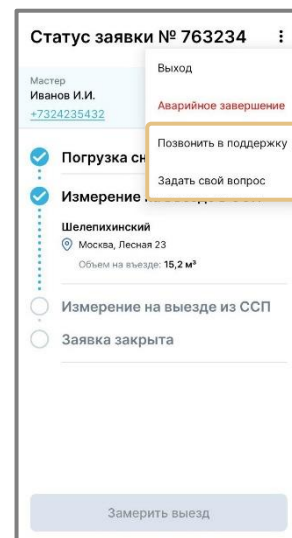 Статус заявки № 763234
Выход
Мастер
Иванов И.И.
+7324235432
Аварийное завершение
Позвонить в поддержку
Погрузка сн
Задать свой вопрос
Измерение
Шелепихинский
Москва, Лесная 23
Объем на въезде: 15,2 м³
Измерение на выезде из ССП
Заявка закрыта
Замерить выезд